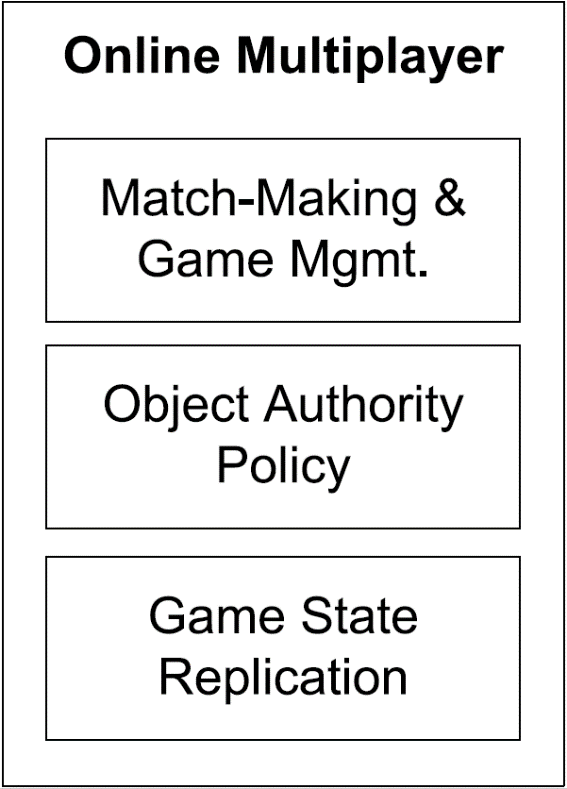 Online Multiplayer
Match-Making &
Game Mgmt.
Object Authority
Policy
Game State
Replication